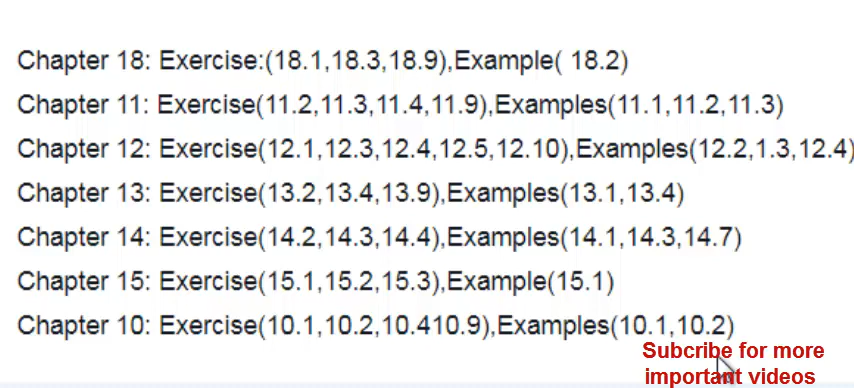 Chapter 18: Exercise:(18.1,18.3,18.9),Example( 18.2)
Chapter 11: Exercise(11.2,11.3,11.4,11.9),Examples(11.1,11.2,11.3)
Chapter 12: Exercise(12.1,12.3,12.4,12.5,12.10),Examples(12.2,1.3,12.4)
Chapter 13: Exercise(13.2,13.4,13.9),Examples(13.1,13.4)
Chapter 14: Exercise(14.2,14.3,14.4),Examples(14.1,14.3,14.7)
Chapter 15: Exercise(15.1,15.2,15.3),Example(15.1)
Chapter 10: Exercise(10.1,10.2,10.410.9),Examples(10.1,10.2)
Subcribe for more
important videos